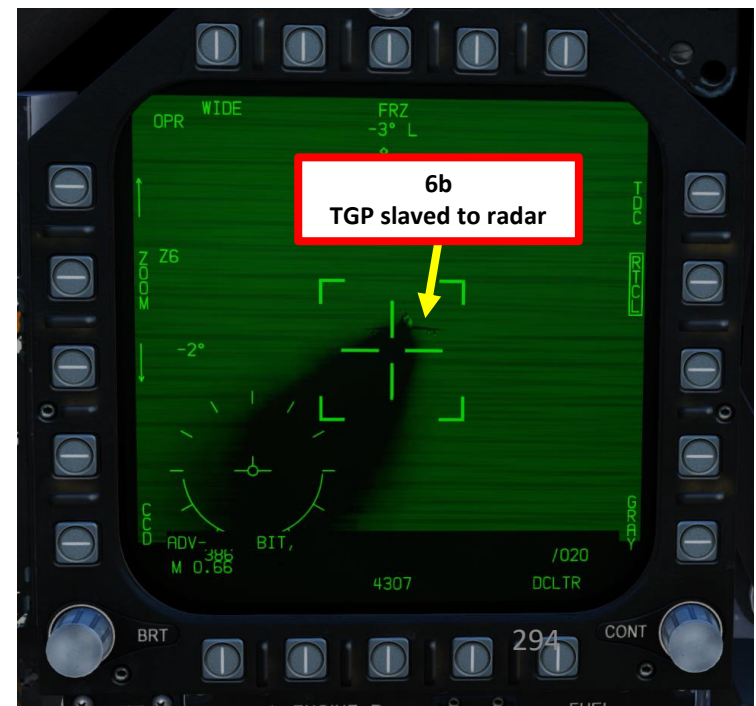 WIDE
FRZ
OPR
-3° L
6b
TGP slaved to radar
TDC
Z6
ZOOM
RTCL
-2°
CCD
GRAY
ADV- BIT,
386
/020
M 0.66
4307
DCLTR
BRT
294
CONT